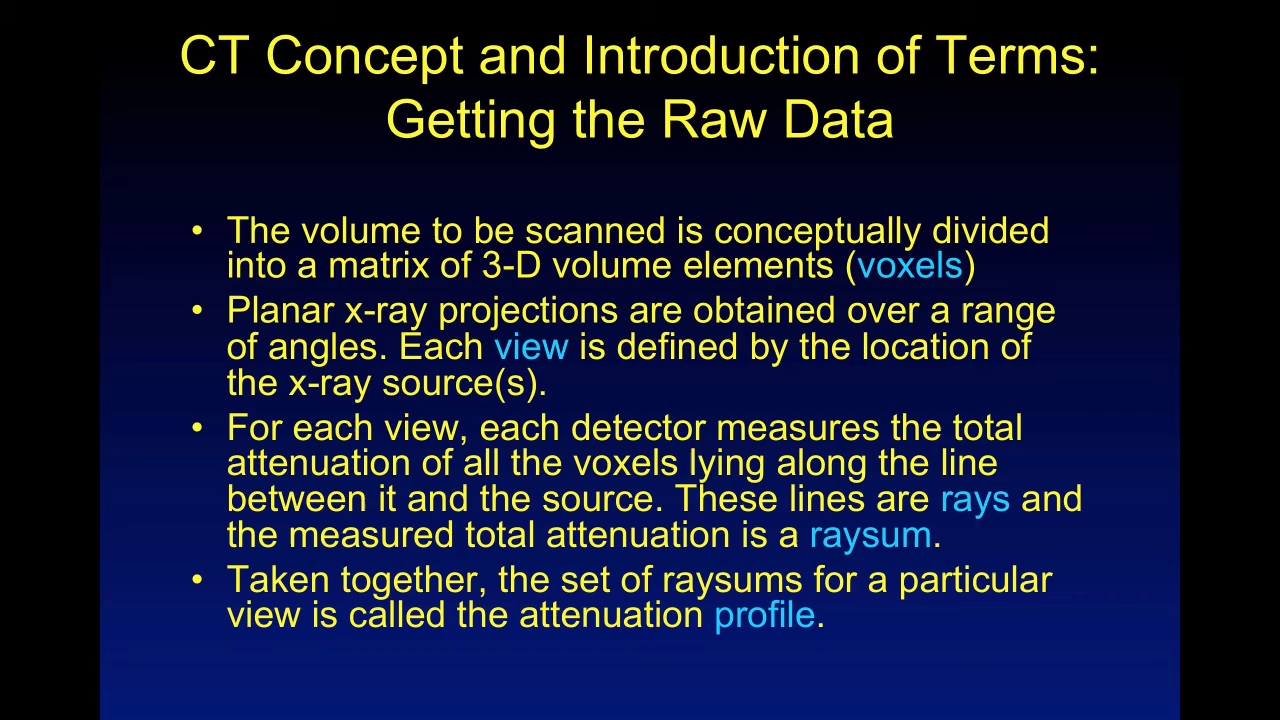 CT Concept and Introduction of Terms:
Getting the Raw Data
• The volume to be scanned is conceptually divided
into a matrix of 3-D volume elements (voxels)
• Planar x-ray projections are obtained over a range
of angles. Each view is defined by the location of
the x-ray source(s).
• For each view, each detector measures the total
attenuation of all the voxels lying along the line
between it and the source. These lines are rays and
the measured total attenuation is a raysum.
• Taken together, the set of raysums for a particular
view is called the attenuation profile.